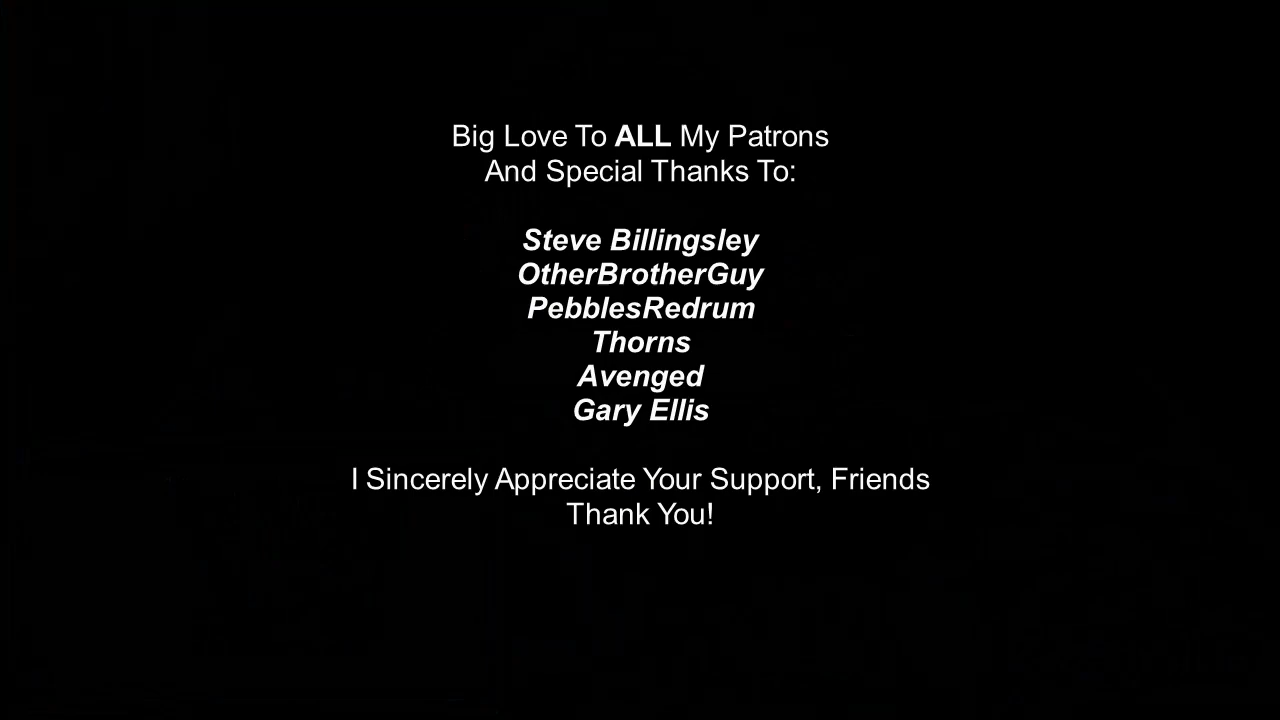 Big Love To ALL My Patrons
And Special Thanks To:
Steve Billingsley
OtherBrotherGuy
PebblesRedrum
Thorns
Avenged
Gary Ellis
I Sincerely Appreciate Your Support, Friends
Thank You!